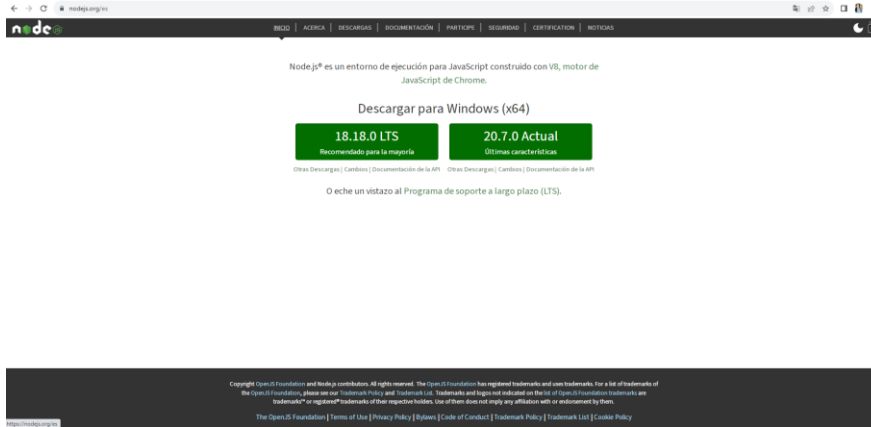 nodejs.org/es
node
INICIO | ACERCA | DESCARGAS | DOCUMENTACIÓN | PARTICIPE | SEGURIDAD | CERTIFICATION | NOTICIAS
Node.js® es un entorno de ejecución para JavaScript construido con V8, motor de
JavaScript de Chrome.
Descargar para Windows (x64)
18.18.0 LTS
Recomendado para la mayoría
20.7.0 Actual
Últimas características
Otras Descargas | Cambios | Documentación de la API
Otras Descargas | Cambios | Documentación de la API
O eche un vistazo al Programa de soporte a largo plazo (LTS).
Copyright OpenJS Foundation and Node.js contributors. All rights reserved. The OpenJS Foundation has registered trademarks and uses trademarks. For a list of trademarks of
the OpenJS Foundation, please see our Trademark Policy and Trademark List. Trademarks and logos not indicated on the list of OpenJS Foundation trademarks are
trademarks™ or registered® trademarks of their respective holders. Use of them does not imply any affiliation with or endorsement by them.
The OpenJS Foundation | Terms of Use | Privacy Policy | Bylaws | Code of Conduct | Trademark Policy | Trademark List | Cookie Policy
https://nodejs.org/es